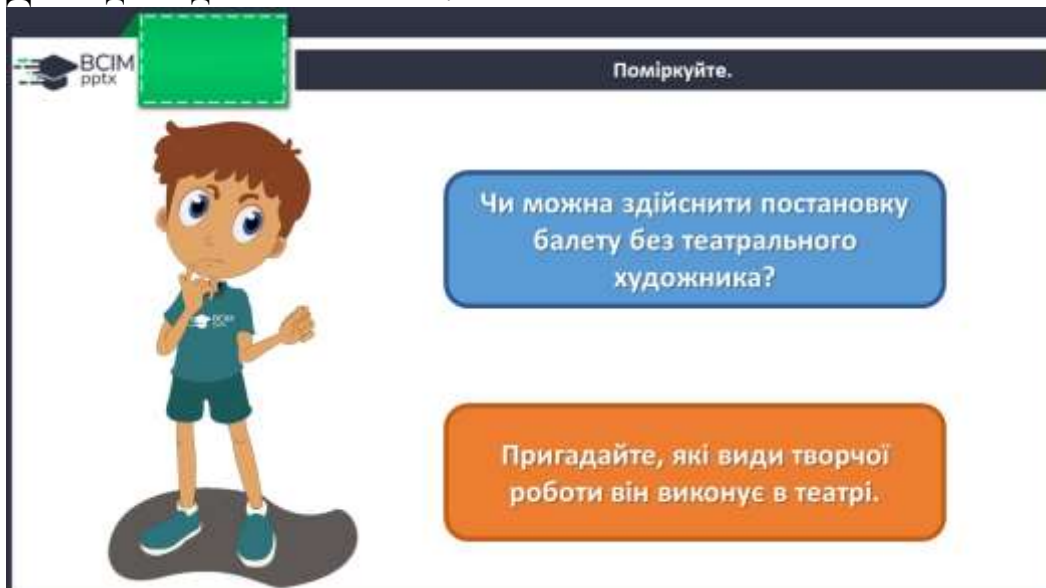 ВСІМ
pptx
Поміркуйте.
Чи можна здійснити постановку
балету без театрального
художника?
Пригадайте, які види творчої
роботи він виконує в театрі.